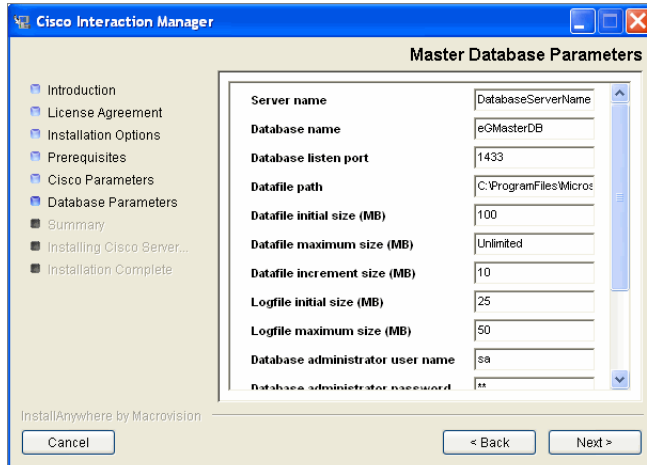 Cisco Interaction Manager
Master Database Parameters
Introduction
License Agreement
Installation Options
Prerequisites
Cisco Parameters
Database Parameters
Summary
Installing Cisco Server...
Installation Complete
Server name DatabaseServerName
Database name eGMasterDB
Database listen port 1433
Datafile path C:\ProgramFiles\Micros
Datafile initial size (MB) 100
Datafile maximum size (MB) Unlimited
Datafile increment size (MB) 10
Logfile initial size (MB) 25
Logfile maximum size (MB) 50
Database administrator user name sa
Database administrator password **
InstallAnywhere by Macrovision
Cancel < Back Next >